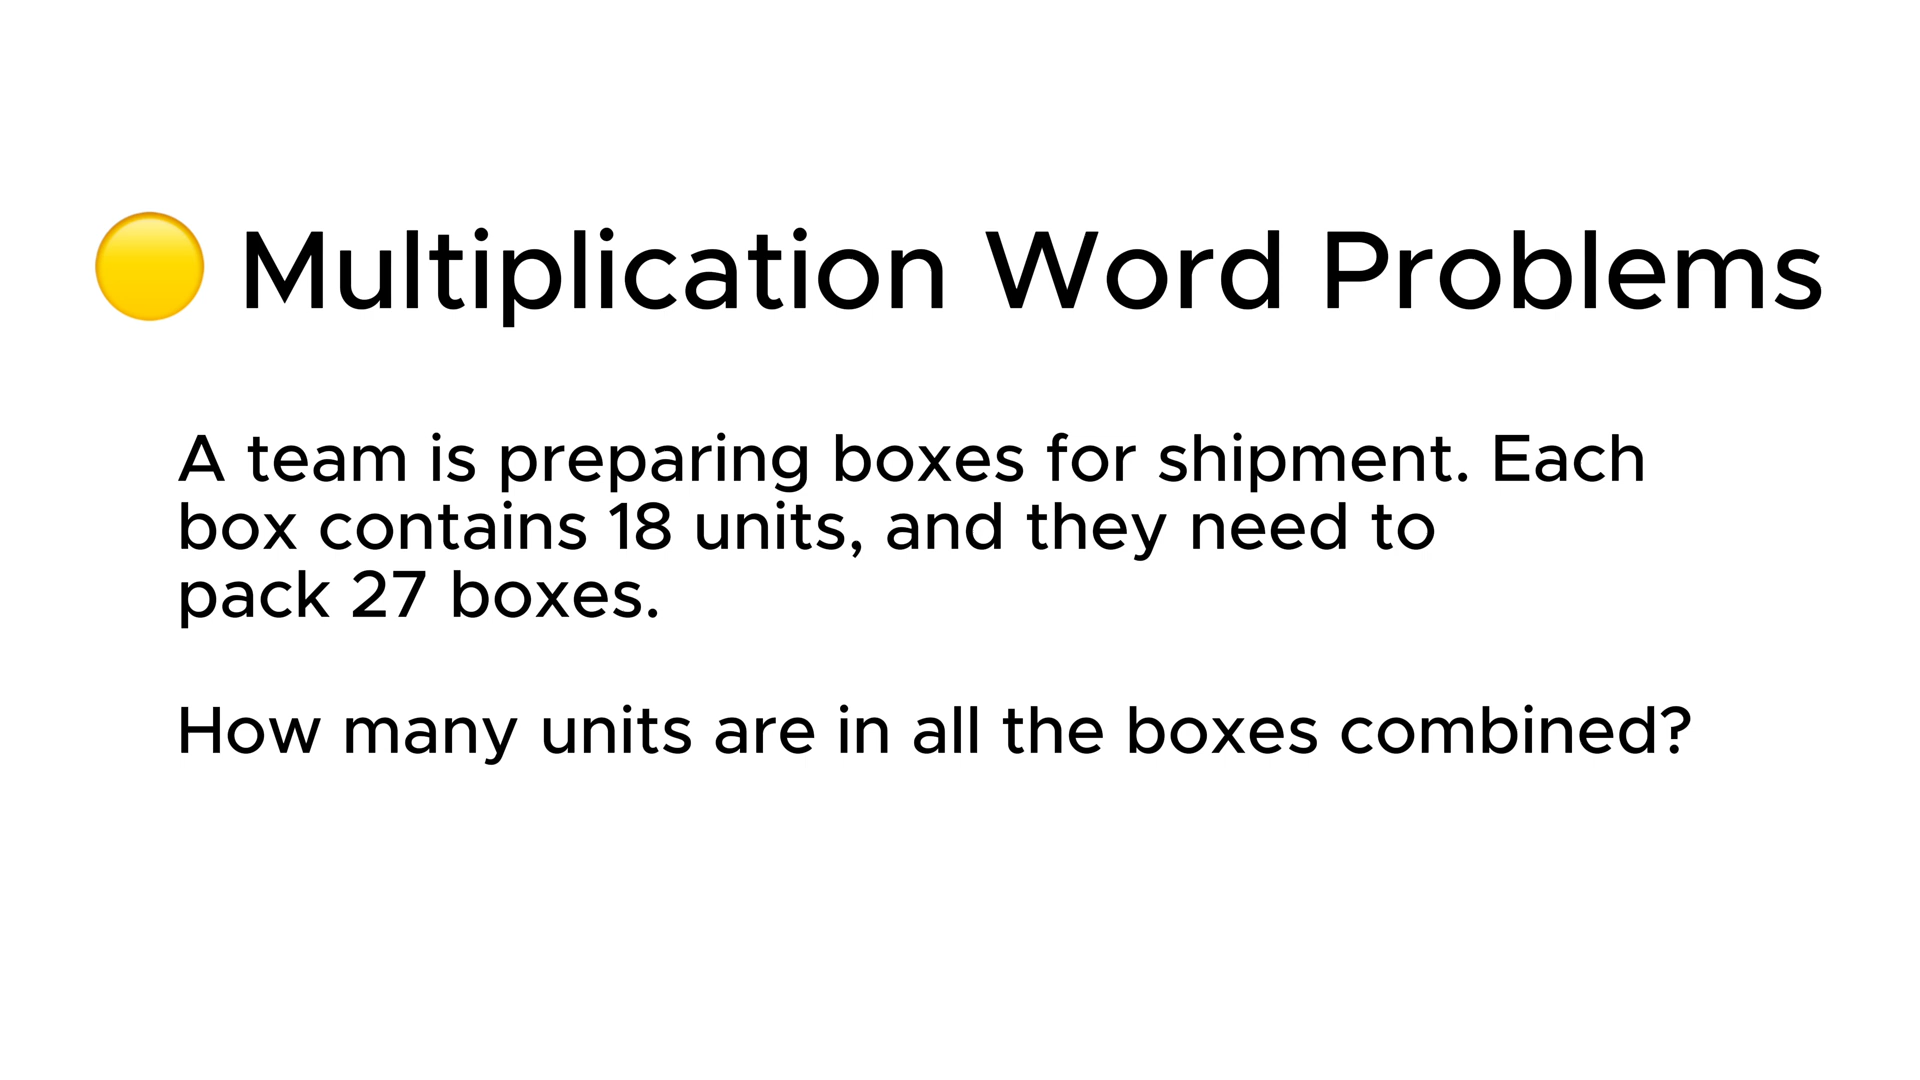 Multiplication Word Problems
A team is preparing boxes for shipment. Each
box contains 18 units, and they need to
pack 27 boxes.
How many units are in all the boxes combined?